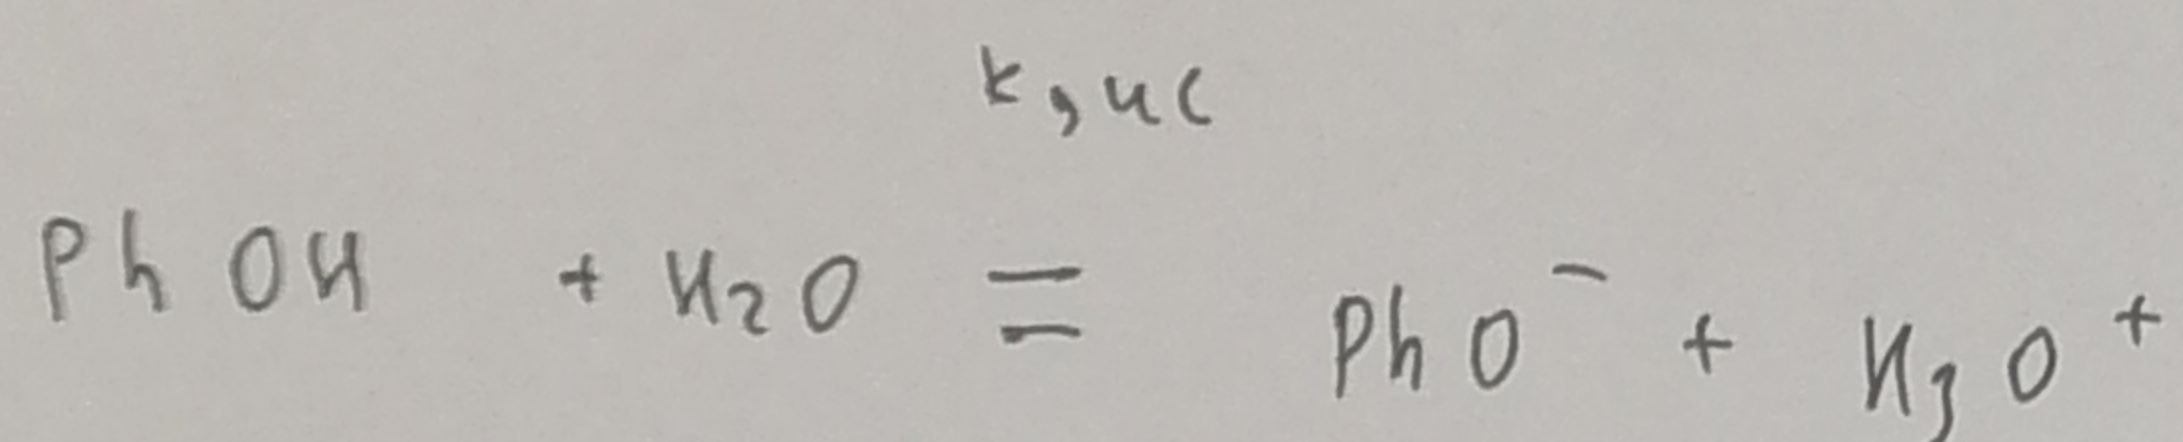 k, uc
PhOH + H2O = PhO⁻ + H3O⁺